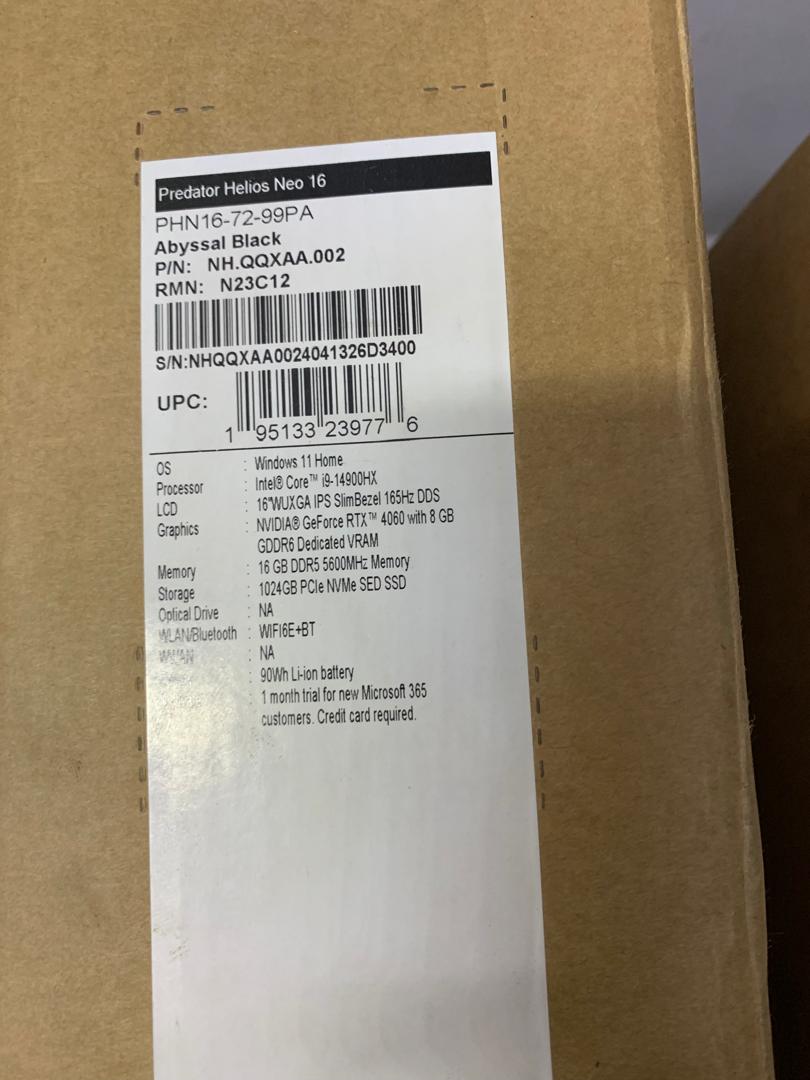 Predator Helios Neo 16
PHN16-72-99PA
Abyssal Black
P/N: NH.QQXAA.002
RMN: N23C12
S/N:NHQQXAA0024041326D3400
UPC:
1 95133 23977 6
OS : Windows 11 Home
Processor : Intel® Core™ i9-14900HX
LCD : 16"WUXGA IPS SlimBezel 165Hz DDS
Graphics : NVIDIA® GeForce RTX™ 4060 with 8 GB
GDDR6 Dedicated VRAM
Memory : 16 GB DDR5 5600MHz Memory
Storage : 1024GB PCIe NVMe SED SSD
Optical Drive : NA
WLAN/Bluetooth : WIFI6E+BT
WWAN : NA
: 90Wh Li-ion battery
: 1 month trial for new Microsoft 365
customers. Credit card required.